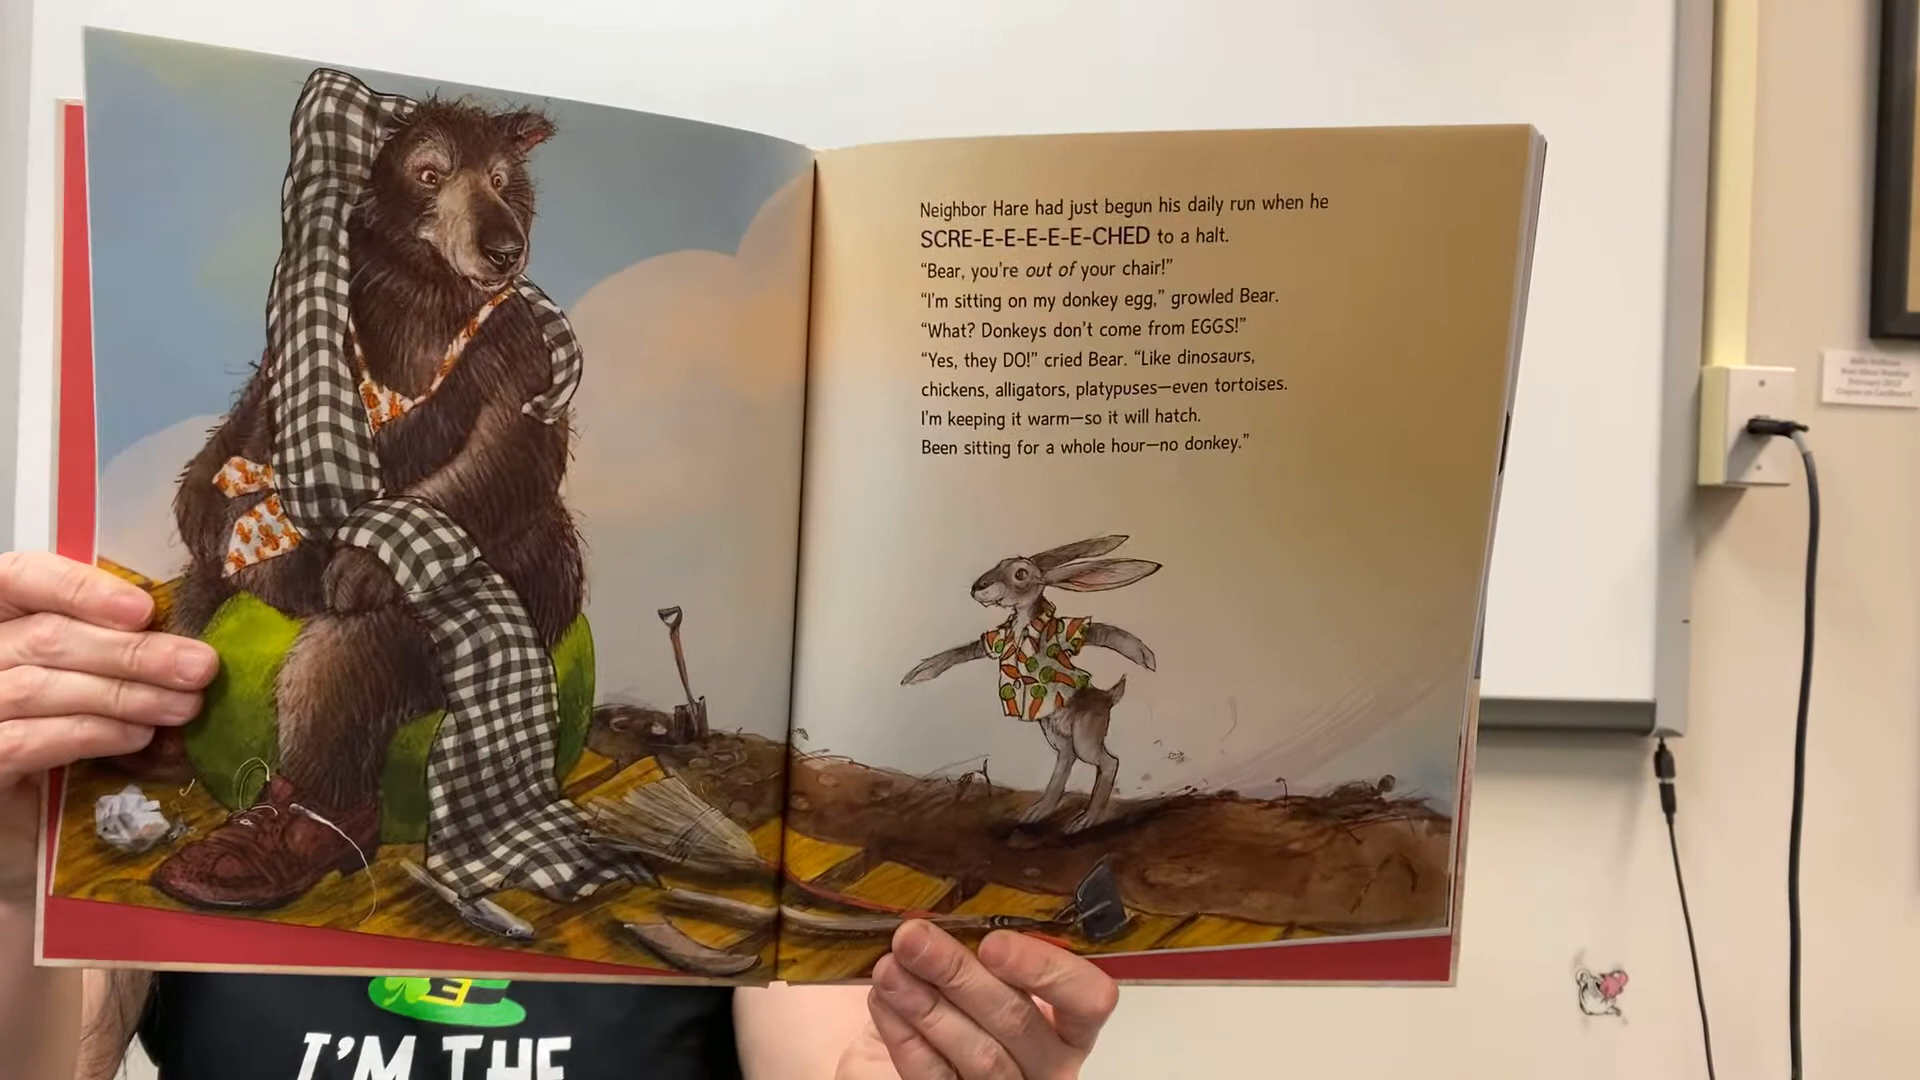 Neighbor Hare had just begun his daily run when he
SCRE-E-E-E-E-E-CHED to a halt.
“Bear, you’re out of your chair!”
“I’m sitting on my donkey egg,” growled Bear.
“What? Donkeys don’t come from EGGS!”
“Yes, they DO!” cried Bear. “Like dinosaurs,
chickens, alligators, platypuses—even tortoises.
I’m keeping it warm—so it will hatch.
Been sitting for a whole hour—no donkey.”
I'M THE